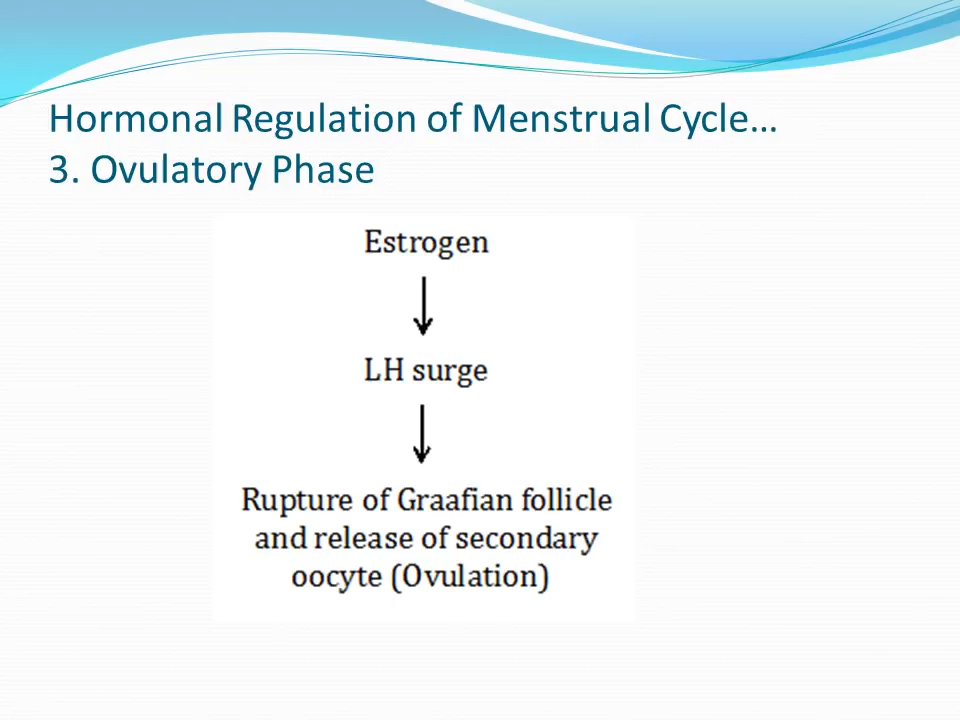 Hormonal Regulation of Menstrual Cycle…
3. Ovulatory Phase
Estrogen
LH surge
Rupture of Graafian follicle
and release of secondary
oocyte (Ovulation)